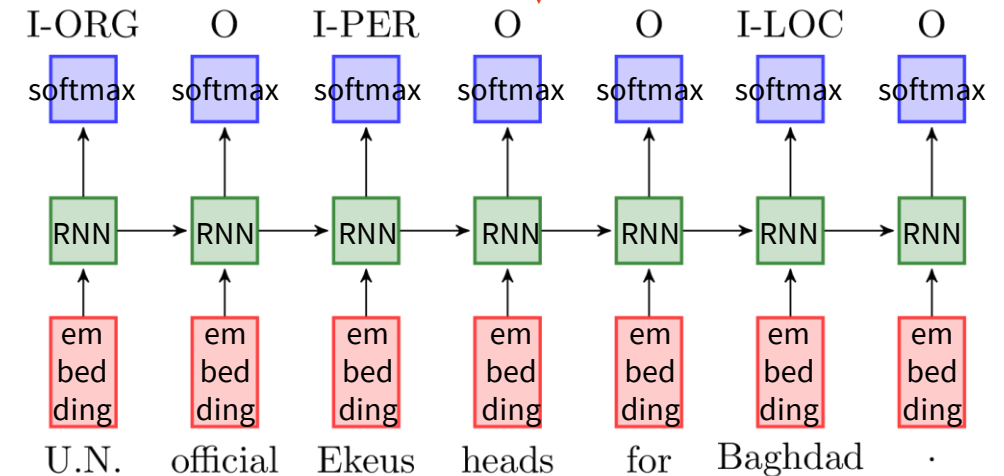 I-ORG O I-PER O O I-LOC O
softmax softmax softmax softmax softmax softmax softmax
RNN RNN RNN RNN RNN RNN RNN
em em em em em em em
bed bed bed bed bed bed bed
ding ding ding ding ding ding ding
U.N. official Ekeus heads for Baghdad .